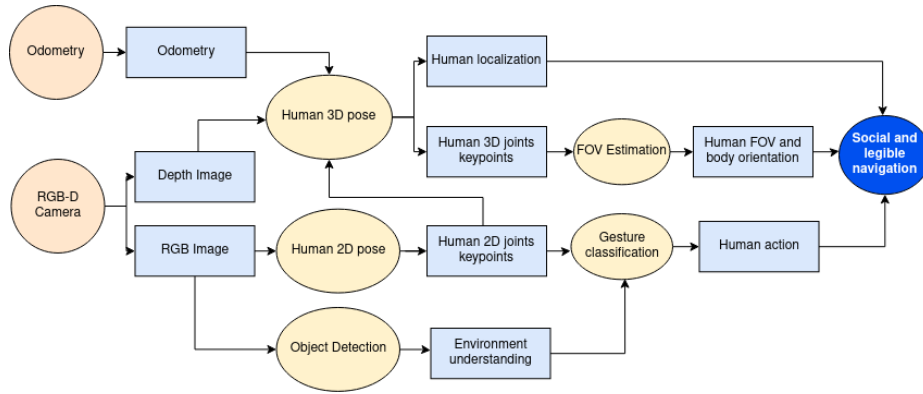 Odometry
Odometry
Human localization
Human 3D pose
Human 3D joints
keypoints
FOV Estimation
Human FOV and
body orientation
Social and
legible
navigation
Depth Image
RGB-D
Camera
RGB Image
Human 2D pose
Human 2D joints
keypoints
Gesture
classification
Human action
Object Detection
Environment
understanding